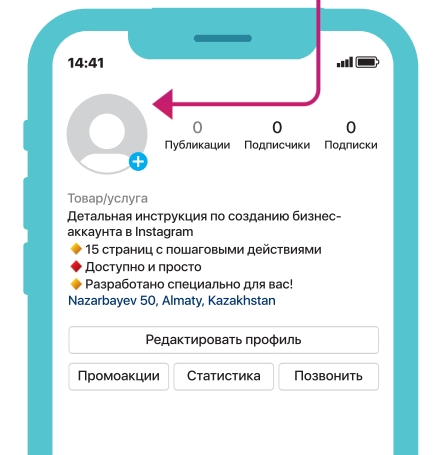 14:41
0 0 0
Публикации Подписчики Подписки
Товар/услуга
Детальная инструкция по созданию бизнес-
аккаунта в Instagram
15 страниц с пошаговыми действиями
Доступно и просто
Разработано специально для вас!
Nazarbayev 50, Almaty, Kazakhstan
Редактировать профиль
Промоакции Статистика Позвонить